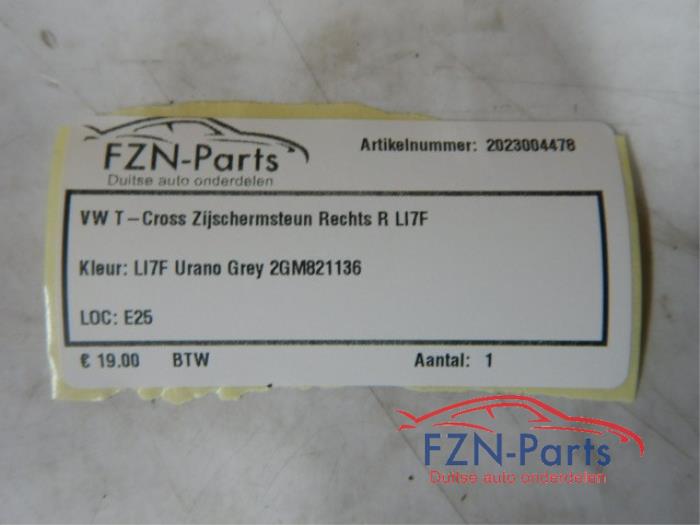 FZN-Parts
Duitse auto onderdelen
Artikelnummer: 2023004478
VW T-Cross Zijschermsteun Rechts R LI7F
Kleur: LI7F Urano Grey 2GM821136
LOC: E25
€ 19.00 BTW Aantal: 1
FZN-Parts
Duitse auto onderdelen